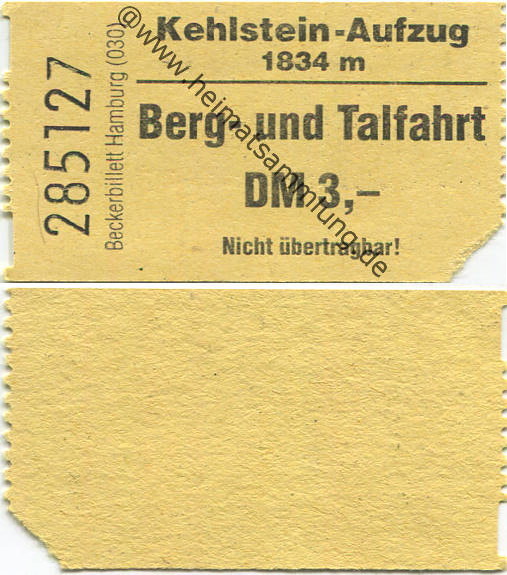 Kehlstein-Aufzug
1834 m
Berg- und Talfahrt
DM 3,-
Nicht übertragbar!
285127
Beckerbillett Hamburg (030)
@www.heimatsammlung.de